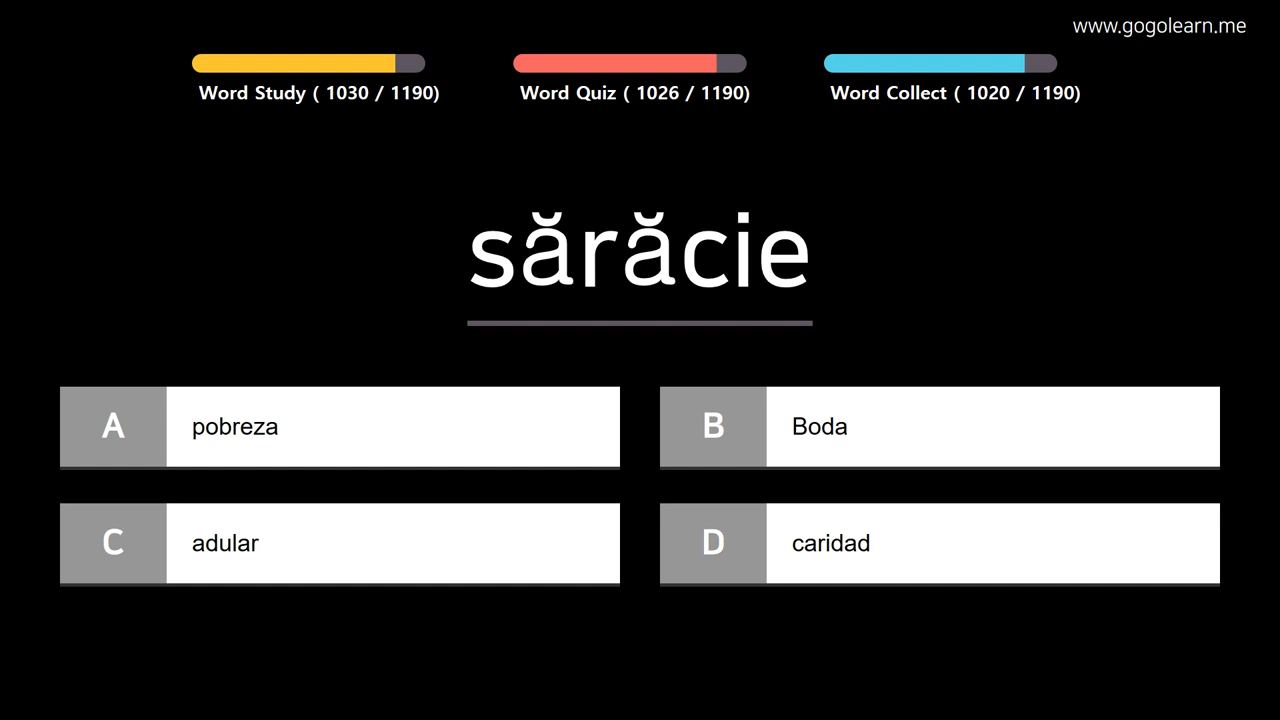 www.gogolearn.me
Word Study ( 1030 / 1190)
Word Quiz ( 1026 / 1190)
Word Collect ( 1020 / 1190)
sărăcie
A pobreza
B Boda
C adular
D caridad